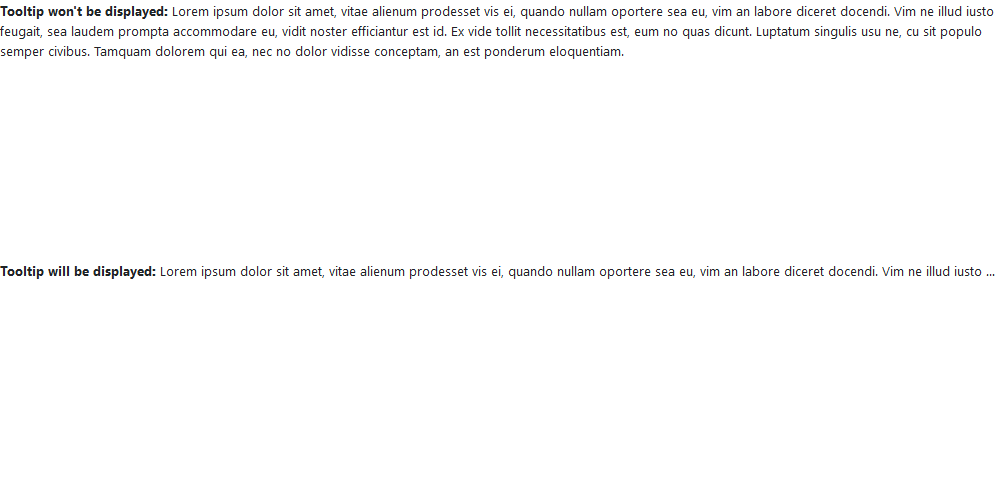 Tooltip won't be displayed: Lorem ipsum dolor sit amet, vitae alienum prodesset vis ei, quando nullam oportere sea eu, vim an labore diceret docendi. Vim ne illud iusto
feugait, sea laudem prompta accommodare eu, vidit noster efficiantur est id. Ex vide tollit necessitatibus est, eum no quas dicunt. Luptatum singulis usu ne, cu sit populo
semper civibus. Tamquam dolorem qui ea, nec no dolor vidisse conceptam, an est ponderum eloquentiam.
Tooltip will be displayed: Lorem ipsum dolor sit amet, vitae alienum prodesset vis ei, quando nullam oportere sea eu, vim an labore diceret docendi. Vim ne illud iusto ...